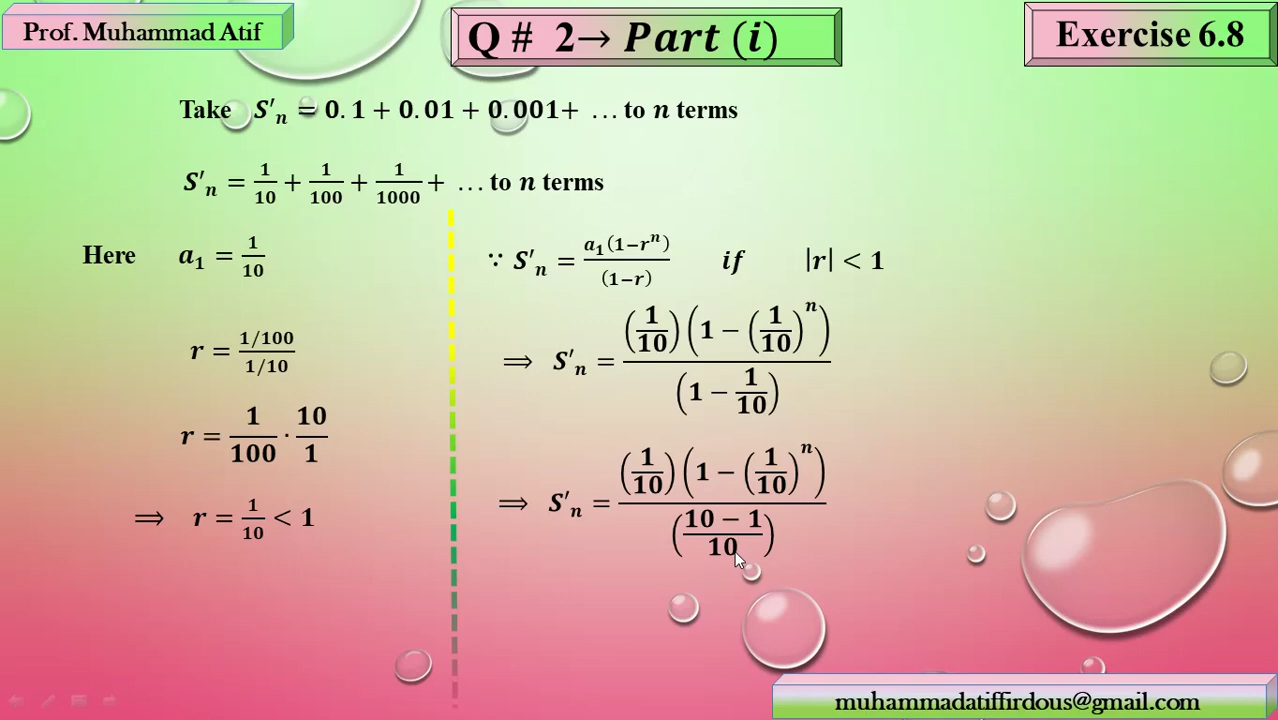 Prof. Muhammad Atif
Q # 2→ Part (i)
Exercise 6.8
Take S′ₙ = 0.1 + 0.01 + 0.001+ … to n terms
S′ₙ = 1/10 + 1/100 + 1/1000 + … to n terms
Here a₁ = 1/10
r = (1/100)/(1/10)
r = 1/100 · 10/1
⟹ r = 1/10 < 1
∵ S′ₙ = a₁(1−rⁿ)/(1−r) if |r| < 1
⟹ S′ₙ = (1/10)(1 − (1/10)ⁿ)/(1 − 1/10)
⟹ S′ₙ = (1/10)(1 − (1/10)ⁿ)/((10 − 1)/10)
muhammadatiffirdous@gmail.com